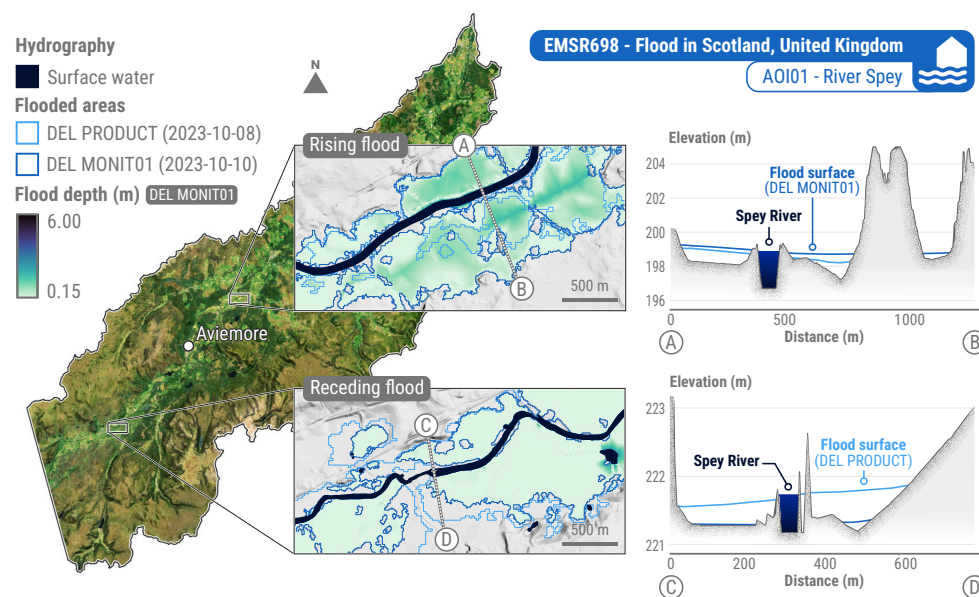 Hydrography
Surface water
Flooded areas
DEL PRODUCT (2023-10-08)
DEL MONIT01 (2023-10-10)
Flood depth (m) DEL MONIT01
6.00
0.15
N
Aviemore
EMSR698 - Flood in Scotland, United Kingdom
AOI01 - River Spey
Rising flood
A
B
500 m
Receding flood
C
D
500 m
Elevation (m)
204
202
200
198
196
Flood surface
(DEL MONIT01)
Spey River
0
500
1000
Distance (m)
A
B
Elevation (m)
223
222
221
Flood surface
(DEL PRODUCT)
Spey River
0
200
400
600
Distance (m)
C
D